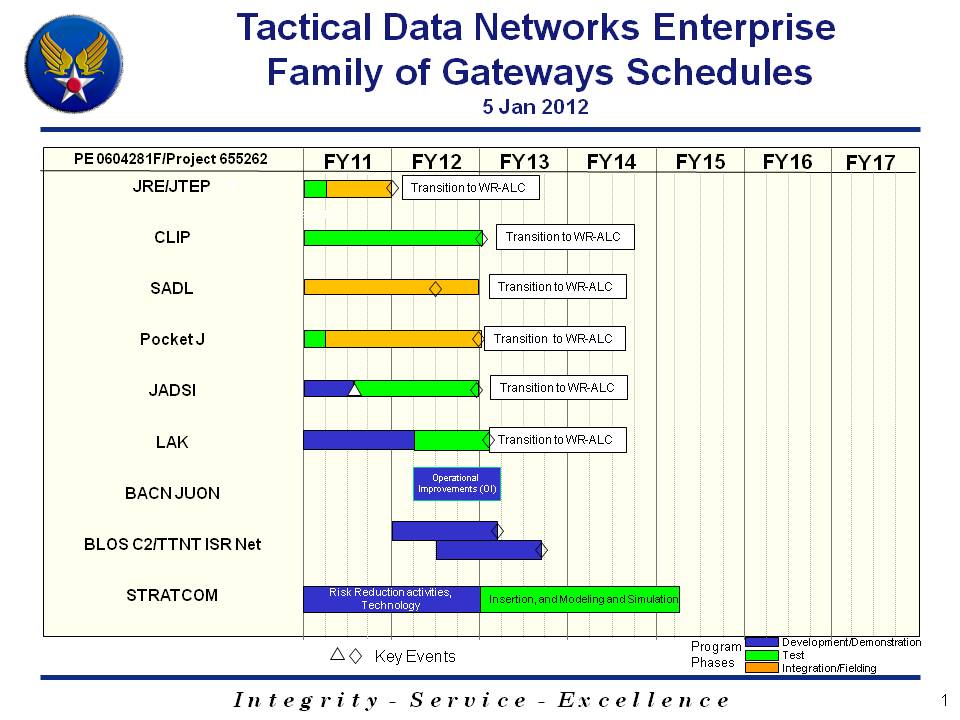 Tactical Data Networks Enterprise
Family of Gateways Schedules
5 Jan 2012
PE 0604281F/Project 655262 FY11 FY12 FY13 FY14 FY15 FY16 FY17
JRE/JTEP Transition to WR-ALC
CLIP Transition to WR-ALC
SADL Transition to WR-ALC
Pocket J Transition to WR-ALC
JADSI Transition to WR-ALC
LAK Transition to WR-ALC
BACN JUON
Operational
Improvements (OI)
BLOS C2/TTNT ISR Net
STRATCOM
Risk Reduction activities,
Technology
Insertion, and Modeling and Simulation
Key Events
Program
Phases
Development/Demonstration
Test
Integration/Fielding
Integrity - Service - Excellence
1